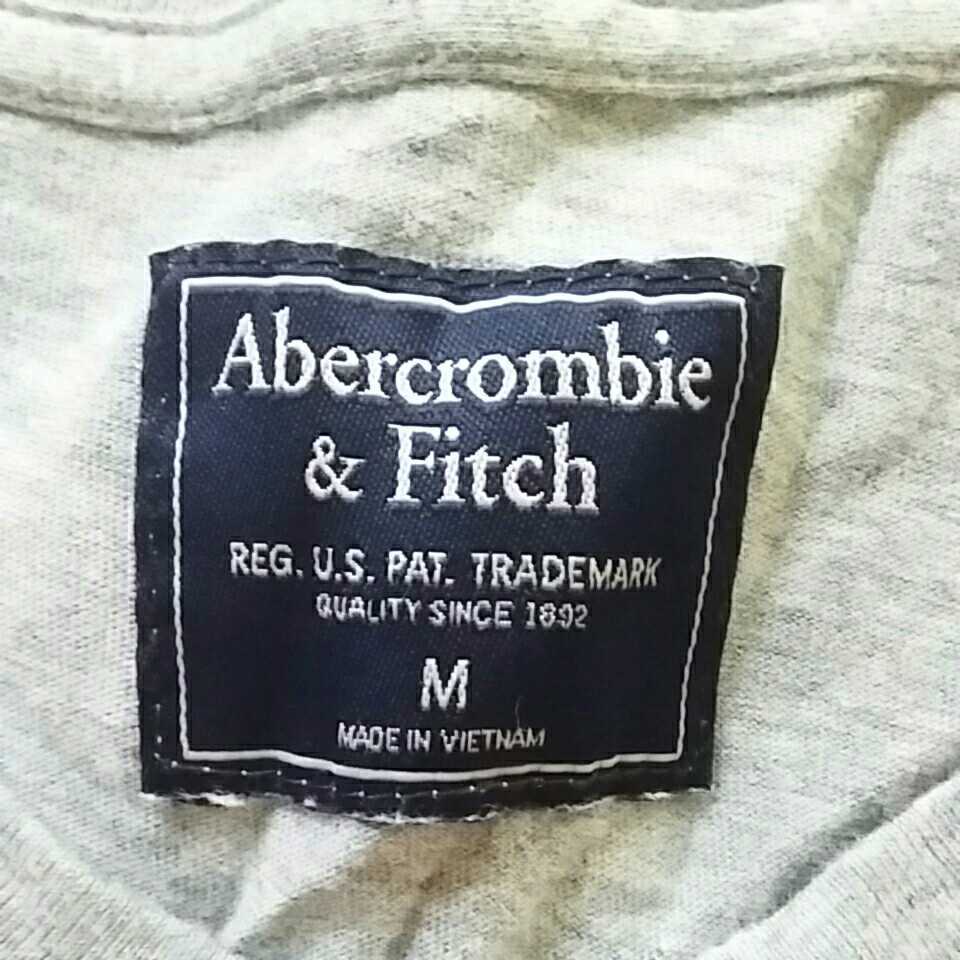 Abercrombie
& Fitch
REG. U.S. PAT. TRADEMARK
QUALITY SINCE 1892
M
MADE IN VIETNAM